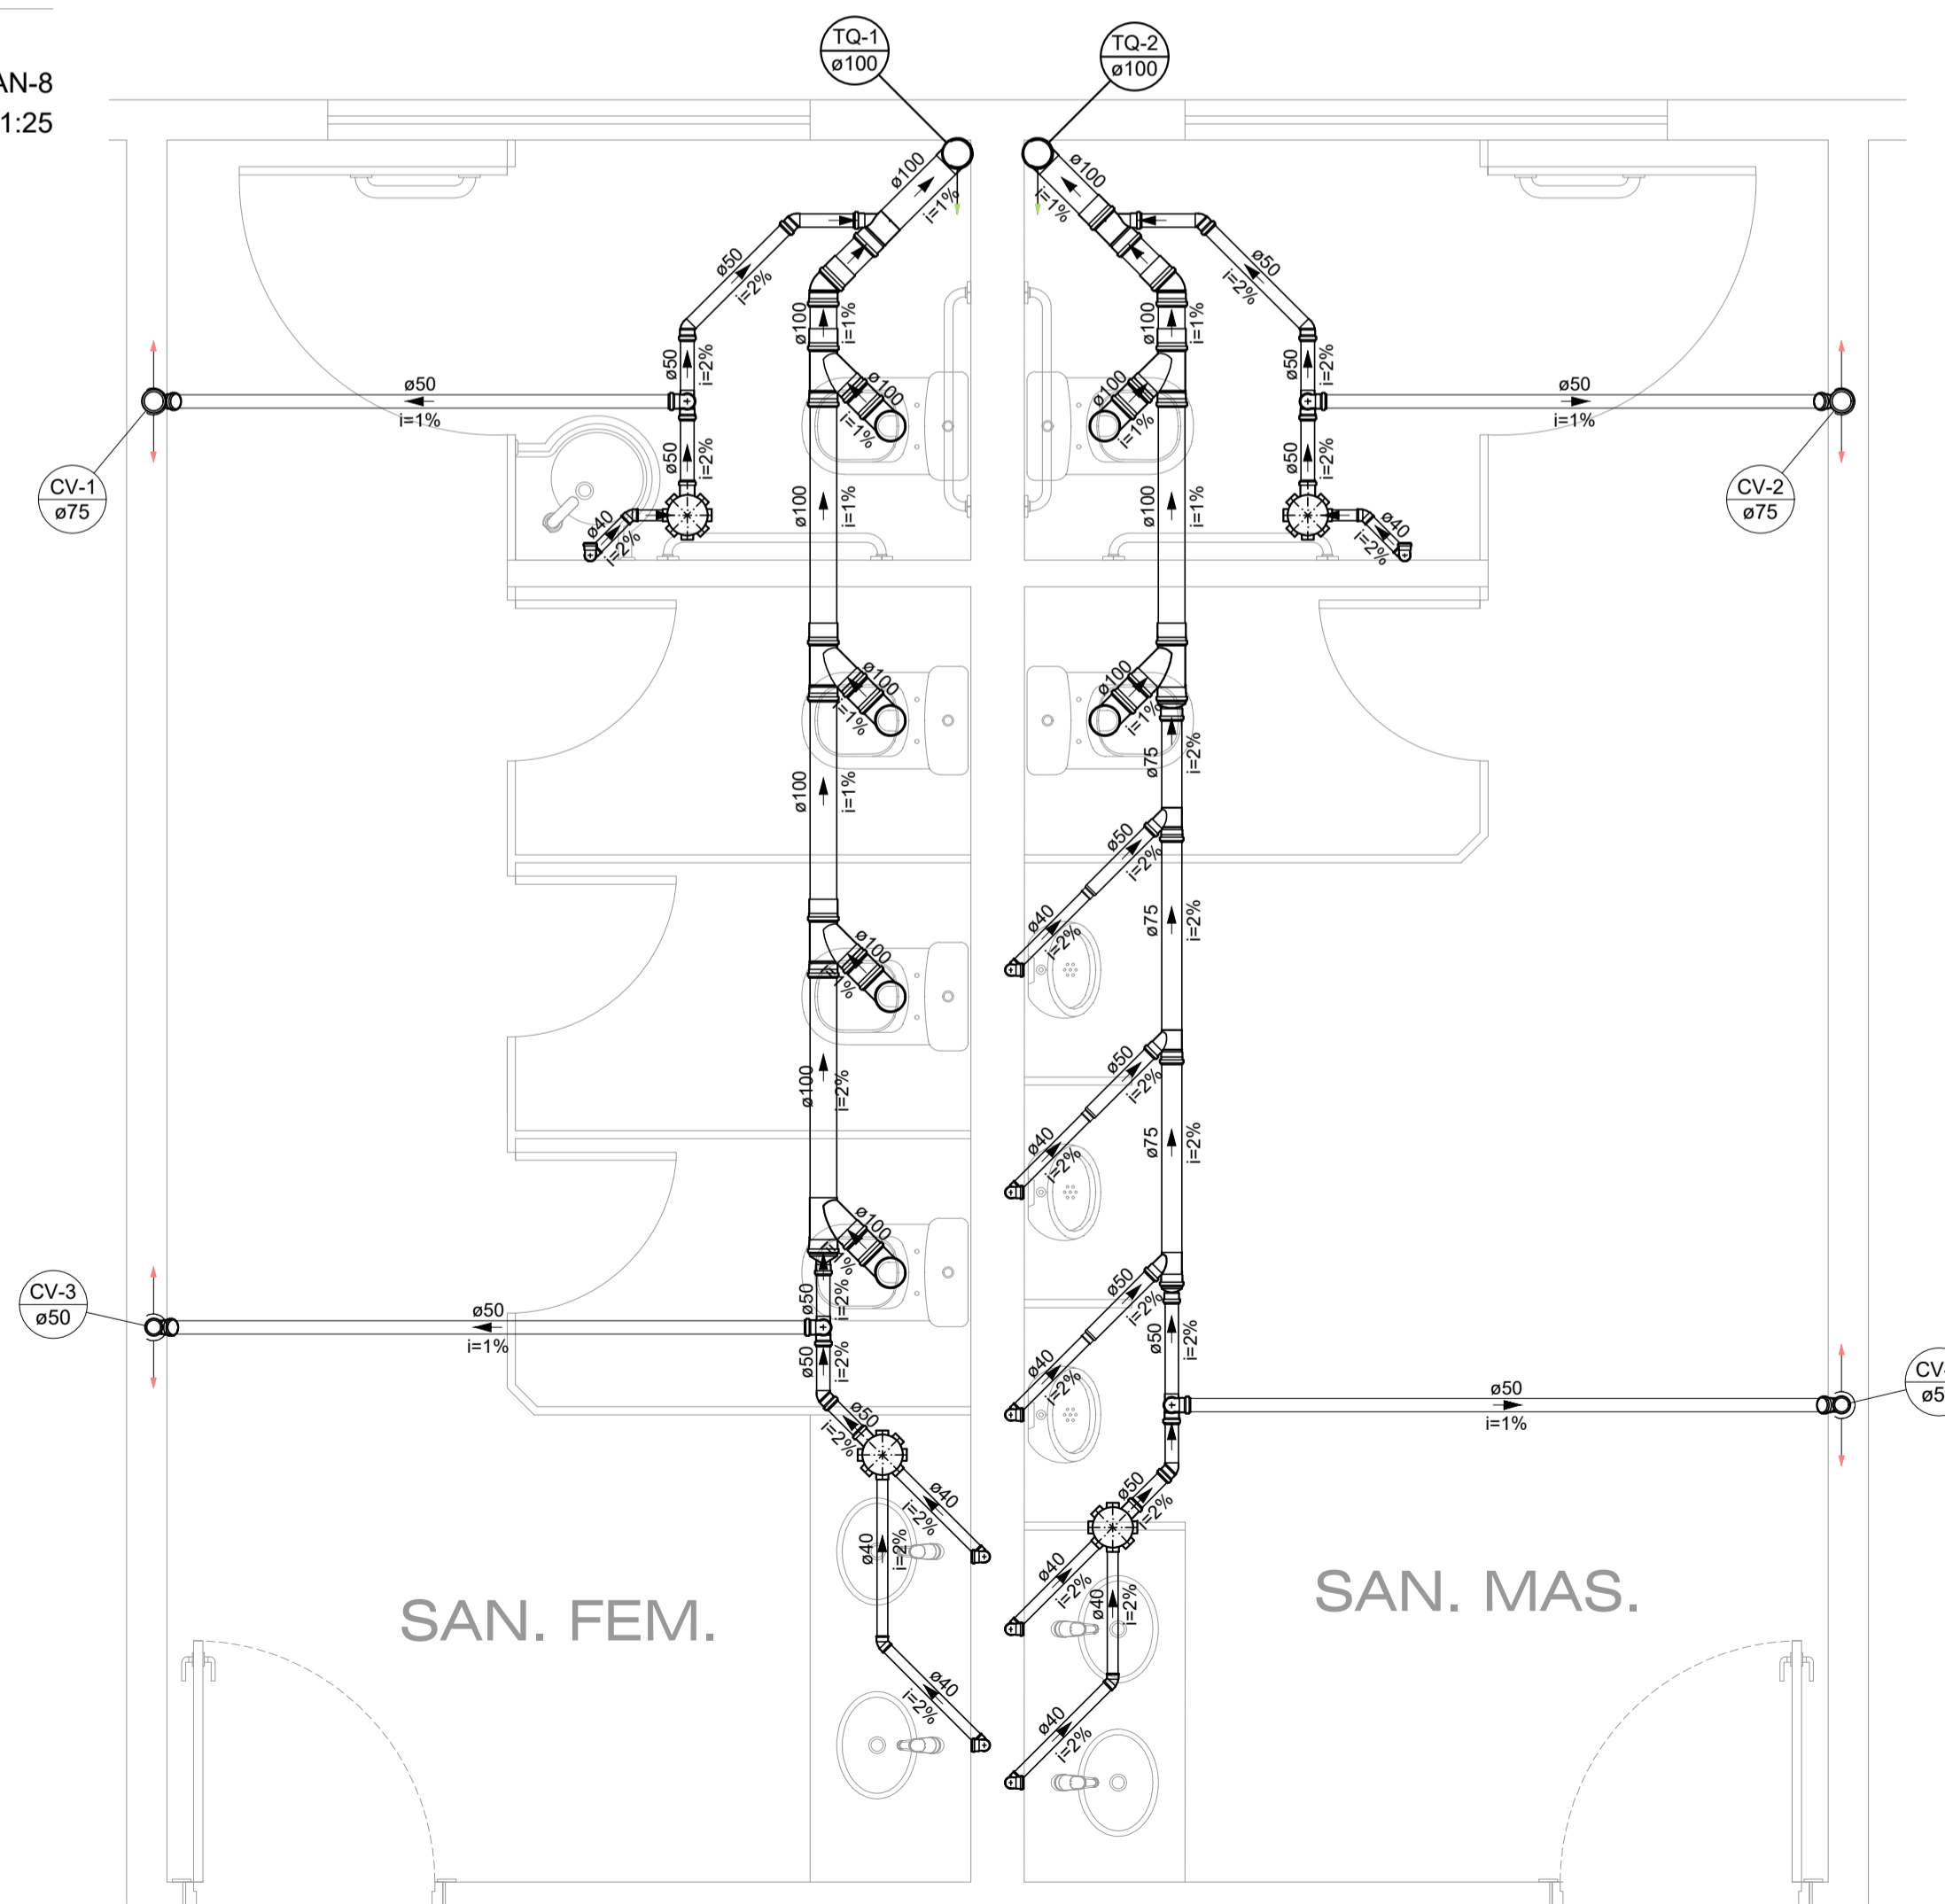 AN-8
1:25
TQ-1
ø100
TQ-2
ø100
ø100
i=1%
ø100
i=1%
ø50
i=2%
ø50
i=2%
ø100
i=1%
ø100
i=1%
ø50
i=2%
ø50
i=2%
ø50
i=1%
ø100
i=1%
ø100
i=1%
ø50
i=1%
CV-1
ø75
CV-2
ø75
ø50
i=2%
ø100
i=1%
ø100
i=1%
ø50
i=2%
ø40
i=2%
ø40
i=2%
ø100
i=1%
ø100
i=1%
ø100
i=1%
ø75
i=2%
ø50
i=2%
ø40
i=2%
ø75
i=2%
ø100
ø100
i=2%
ø50
i=2%
ø40
i=2%
ø75
i=2%
ø100
i=1%
CV-3
ø50
ø50
i=1%
ø50
i=2%
ø50
i=2%
ø50
i=2%
ø40
i=2%
ø50
i=2%
ø50
i=1%
CV-
ø5
ø50
i=2%
ø40
i=2%
ø40
i=2%
ø40
i=2%
ø50
i=2%
ø40
i=2%
ø40
i=2%
ø40
i=2%
SAN. FEM.
SAN. MAS.